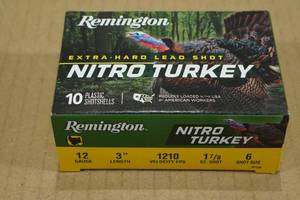 Remington
EXTRA-HARD LEAD SHOT
NITRO TURKEY
10 PLASTIC SHOTSHELLS
PROUDLY LOADED IN THE USA
BY AMERICAN WORKERS
Remington
NITRO TURKEY
12 GAUGE 3" LENGTH 1210 VELOCITY FPS 1 7/8 OZ. SHOT 6 SHOT SIZE